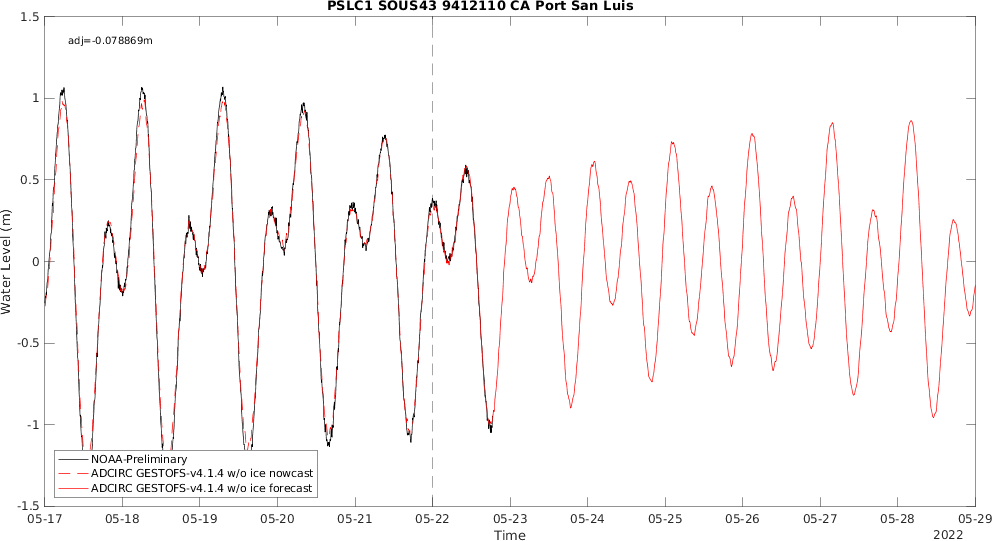 PSLC1 SOUS43 9412110 CA Port San Luis
adj=-0.078869m
1.5
1
0.5
0
-0.5
-1
-1.5
Water Level (m)
NOAA-Preliminary
ADCIRC GESTOFS-v4.1.4 w/o ice nowcast
ADCIRC GESTOFS-v4.1.4 w/o ice forecast
05-17 05-18 05-19 05-20 05-21 05-22 05-23 05-24 05-25 05-26 05-27 05-28 05-29
Time
2022